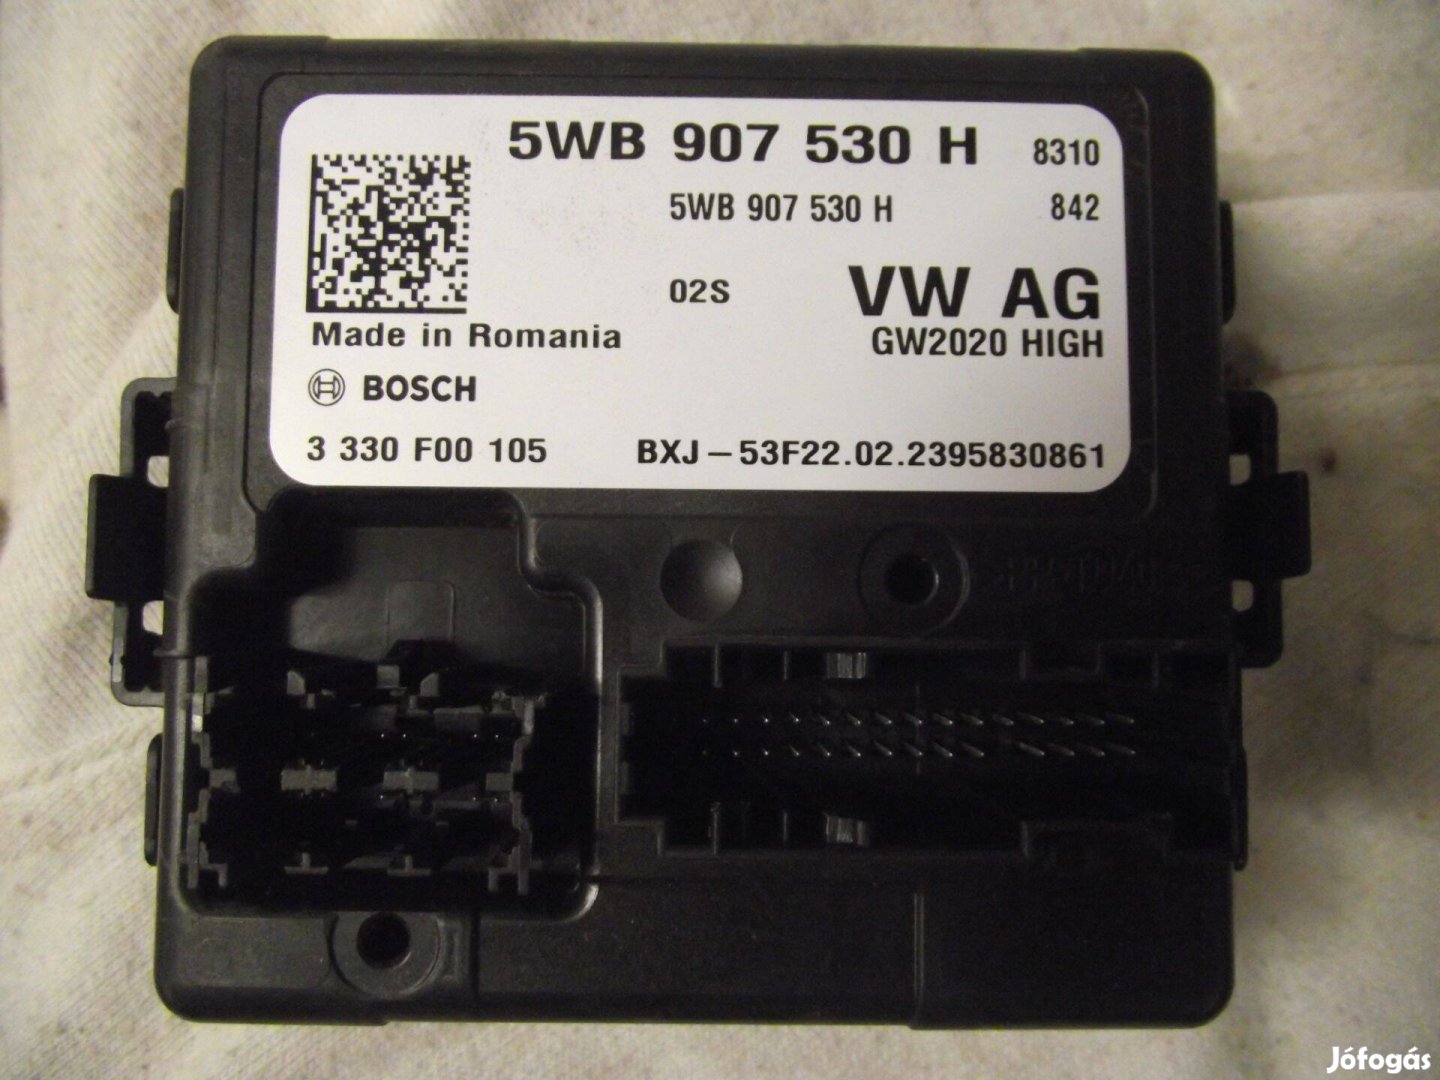 5WB 907 530 H 8310
5WB 907 530 H 842
02S VW AG
Made in Romania GW2020 HIGH
BOSCH
3 330 F00 105 BXJ – 53F22.02.2395830861
Jófogás